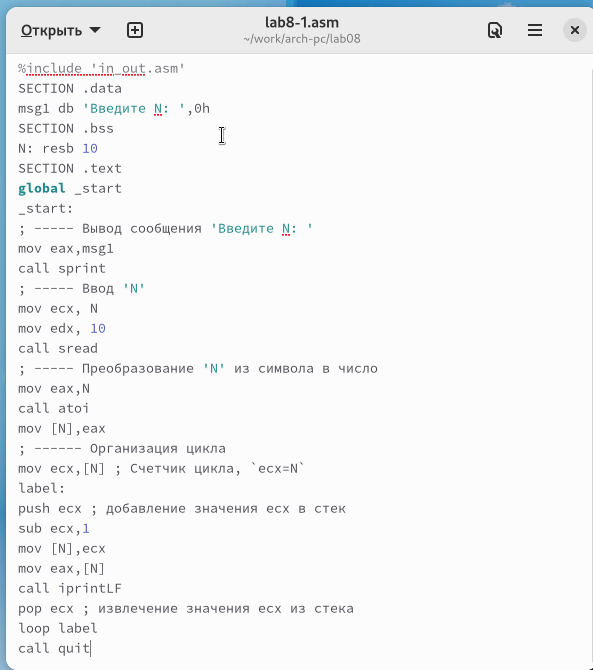 Открыть
lab8-1.asm
~/work/arch-pc/lab08
%include 'in_out.asm'
SECTION .data
msg1 db 'Введите N: ',0h
SECTION .bss
N: resb 10
SECTION .text
global _start
_start:
; ----- Вывод сообщения 'Введите N: '
mov eax,msg1
call sprint
; ----- Ввод 'N'
mov ecx, N
mov edx, 10
call sread
; ----- Преобразование 'N' из символа в число
mov eax,N
call atoi
mov [N],eax
; ------ Организация цикла
mov ecx,[N] ; Счетчик цикла, `ecx=N`
label:
push ecx ; добавление значения ecx в стек
sub ecx,1
mov [N],ecx
mov eax,[N]
call iprintLF
pop ecx ; извлечение значения ecx из стека
loop label
call quit